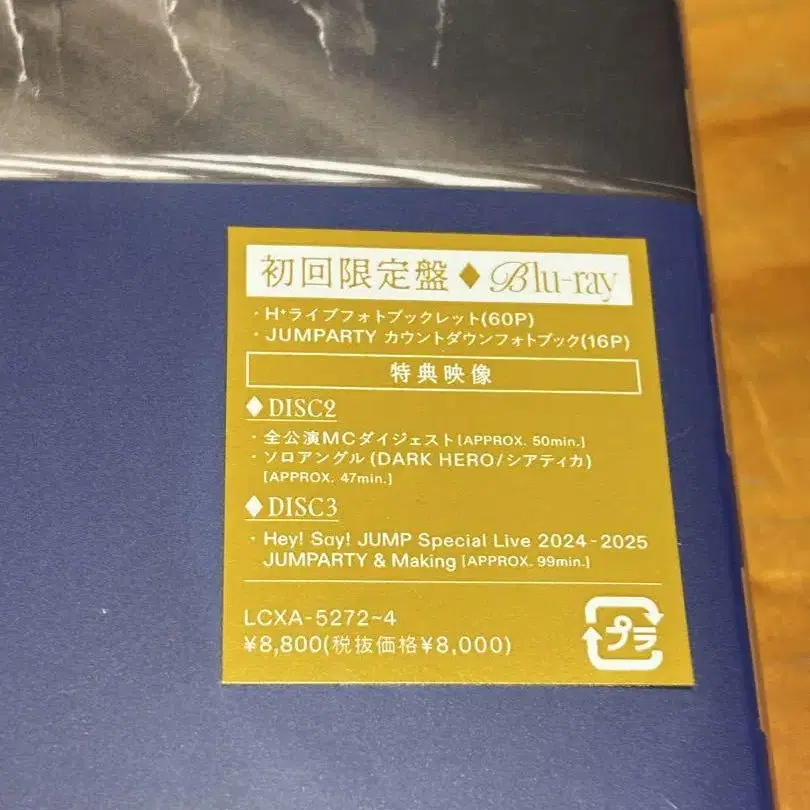 初回限定盤♦Blu-ray
・H⁺ライブフォトブックレット(60P)
・JUMPARTY カウントダウンフォトブック(16P)
特典映像
♦DISC2
・全公演MCダイジェスト[APPROX. 50min.]
・ソロアングル(DARK HERO/シアティカ)
[APPROX. 47min.]
♦DISC3
・Hey! Say! JUMP Special Live 2024-2025
JUMPARTY & Making [APPROX. 99min.]
LCXA-5272~4
¥8,800(税抜価格¥8,000)
プラ